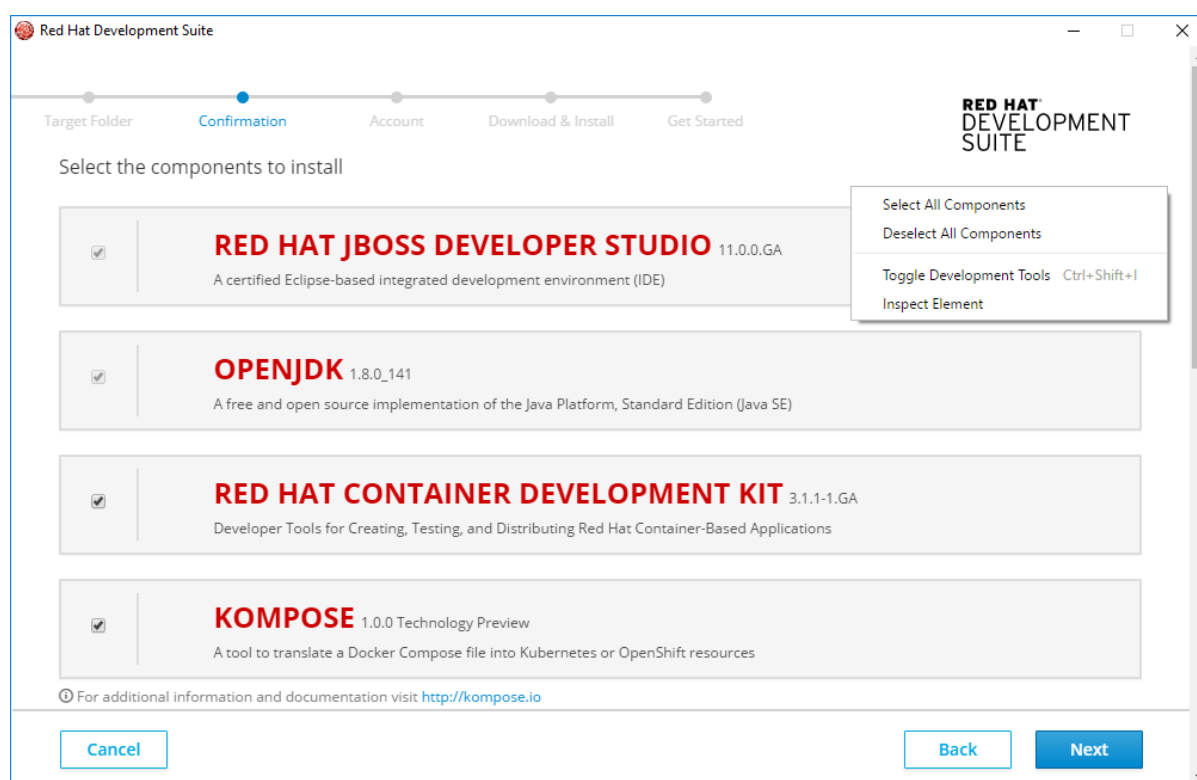 Red Hat Development Suite
Target Folder
Confirmation
Account
Download & Install
Get Started
RED HAT®
DEVELOPMENT
SUITE
Select the components to install
Select All Components
Deselect All Components
Toggle Development Tools Ctrl+Shift+I
Inspect Element
RED HAT JBOSS DEVELOPER STUDIO 11.0.0.GA
A certified Eclipse-based integrated development environment (IDE)
OPENJDK 1.8.0_141
A free and open source implementation of the Java Platform, Standard Edition (Java SE)
RED HAT CONTAINER DEVELOPMENT KIT 3.1.1-1.GA
Developer Tools for Creating, Testing, and Distributing Red Hat Container-Based Applications
KOMPOSE 1.0.0 Technology Preview
A tool to translate a Docker Compose file into Kubernetes or OpenShift resources
For additional information and documentation visit http://kompose.io
Cancel
Back
Next